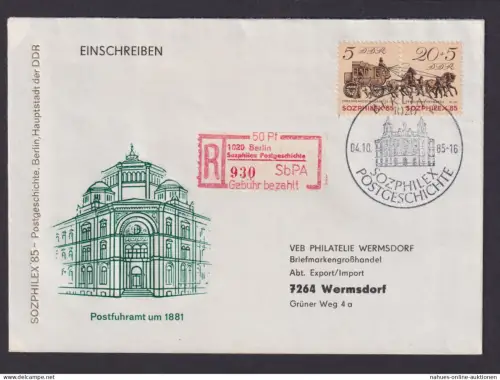 EINSCHREIBEN
SOZPHILEX'85 - Postgeschichte, Berlin, Hauptstadt der DDR
5 DDR
20+5 DDR
SOZPHILEX'85
SOZPHILEX'85
1020
04.10.
85-16
SOZPHILEX
POSTGESCHICHTE
50 Pf
1020 Berlin
Sozphilex Postgeschichte
R
930
SbPA
Gebühr bezahlt
Postfuhramt um 1881
VEB PHILATELIE WERMSDORF
Briefmarkengroßhandel
Abt. Export/Import
7264 Wermsdorf
Grüner Weg 4 a
nahues-online-auctions